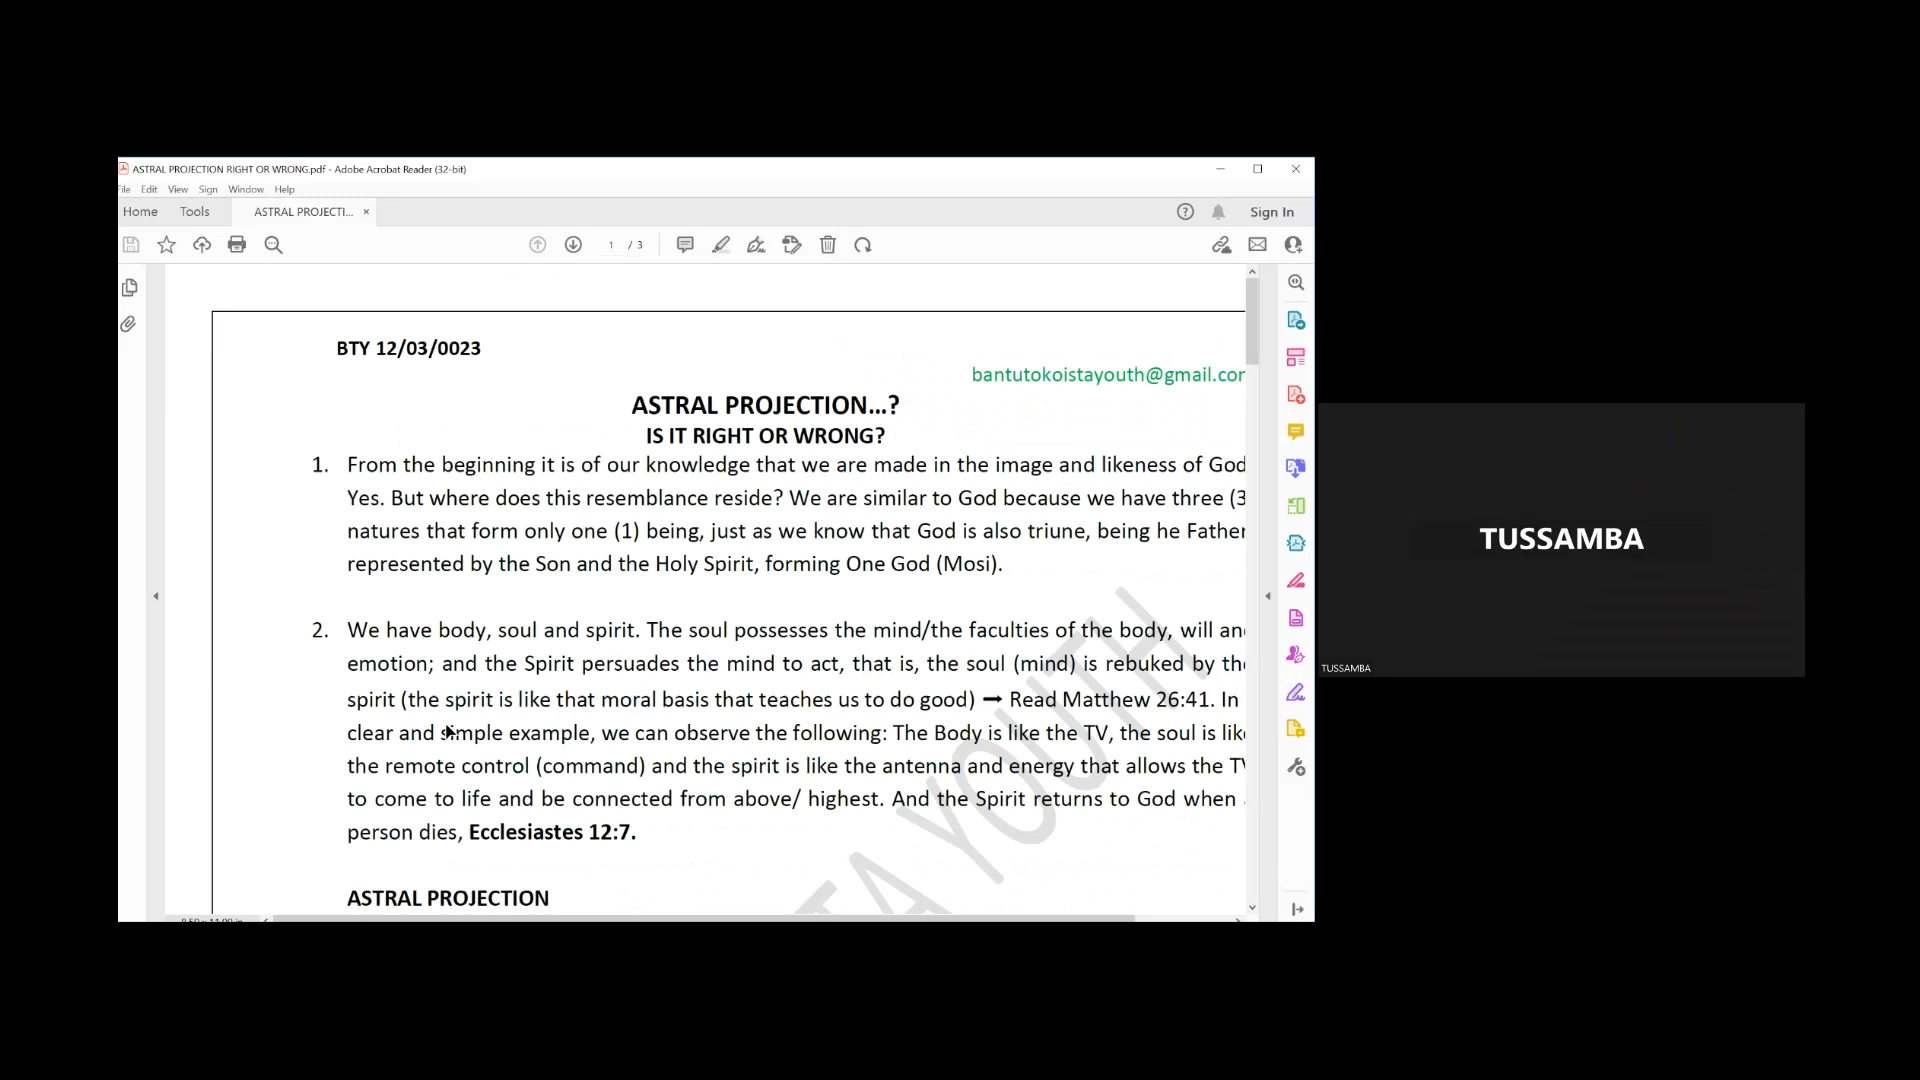 ASTRAL PROJECTION RIGHT OR WRONG.pdf - Adobe Acrobat Reader (32-bit)
File Edit View Sign Window Help
Home Tools ASTRAL PROJECTI... × Sign In
1 / 3
BTY 12/03/0023
bantutokoistayouth@gmail.com
ASTRAL PROJECTION...?
IS IT RIGHT OR WRONG?
1. From the beginning it is of our knowledge that we are made in the image and likeness of God
Yes. But where does this resemblance reside? We are similar to God because we have three (3
natures that form only one (1) being, just as we know that God is also triune, being he Father
represented by the Son and the Holy Spirit, forming One God (Mosi).
2. We have body, soul and spirit. The soul possesses the mind/the faculties of the body, will and
emotion; and the Spirit persuades the mind to act, that is, the soul (mind) is rebuked by the
spirit (the spirit is like that moral basis that teaches us to do good) → Read Matthew 26:41. In
clear and simple example, we can observe the following: The Body is like the TV, the soul is like
the remote control (command) and the spirit is like the antenna and energy that allows the TV
to come to life and be connected from above/ highest. And the Spirit returns to God when
person dies, Ecclesiastes 12:7.
ASTRAL PROJECTION
TA YOUTH
TUSSAMBA
TUSSAMBA